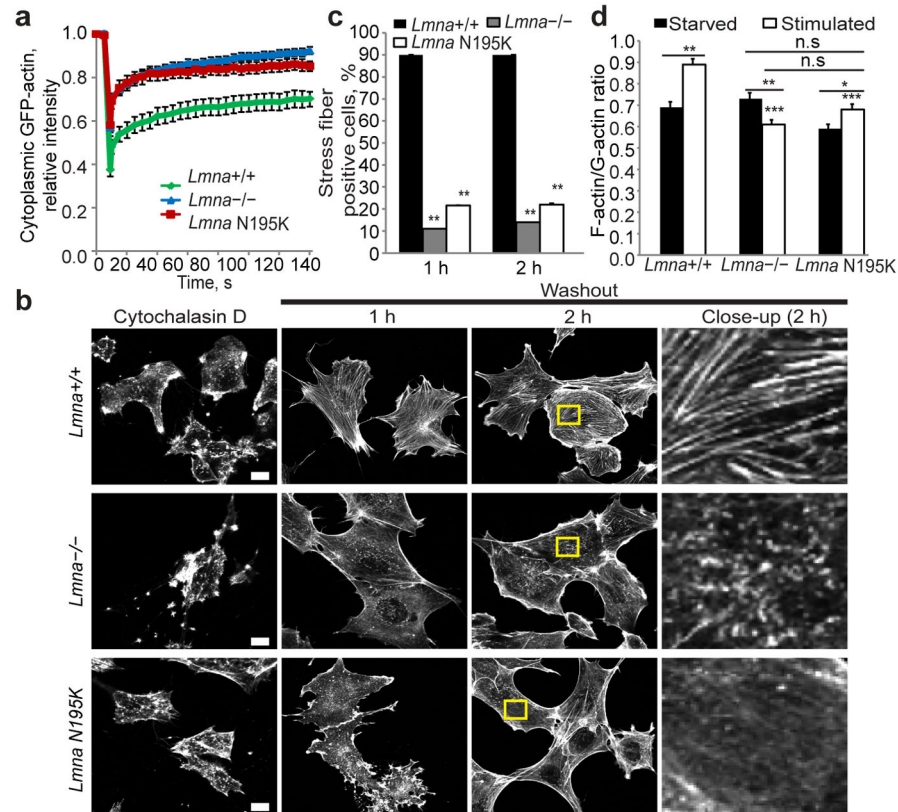 a
Cytoplasmic GFP-actin,
relative intensity
1.0
0.8
0.6
0.4
0.2
0.0
Lmna+/+
Lmna−/−
Lmna N195K
0 20 40 60 80 100 120 140
Time, s
c
Lmna+/+ Lmna−/−
Lmna N195K
Stress fiber
positive cells, %
90
80
70
60
50
40
30
20
10
0
** ** ** **
1 h 2 h
d
Starved Stimulated
n.s
n.s
F-actin/G-actin ratio
1.0
0.9
0.8
0.7
0.6
0.5
0.4
0.3
0.1
0.0
** ** *
*** ***
Lmna+/+ Lmna−/− Lmna N195K
b
Washout
Cytochalasin D 1 h 2 h Close-up (2 h)
Lmna+/+
Lmna−/−
Lmna N195K